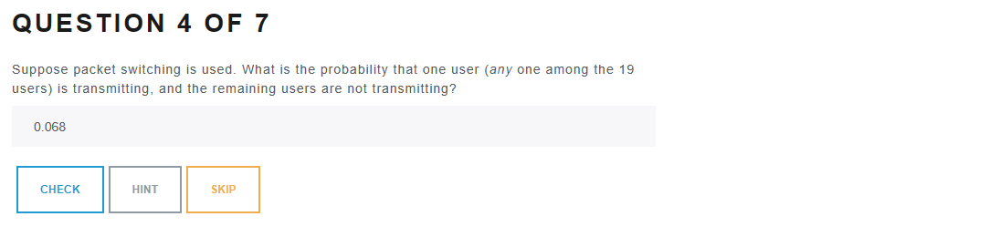 QUESTION 4 OF 7
Suppose packet switching is used. What is the probability that one user (any one among the 19
users) is transmitting, and the remaining users are not transmitting?
0.068
CHECK HINT SKIP